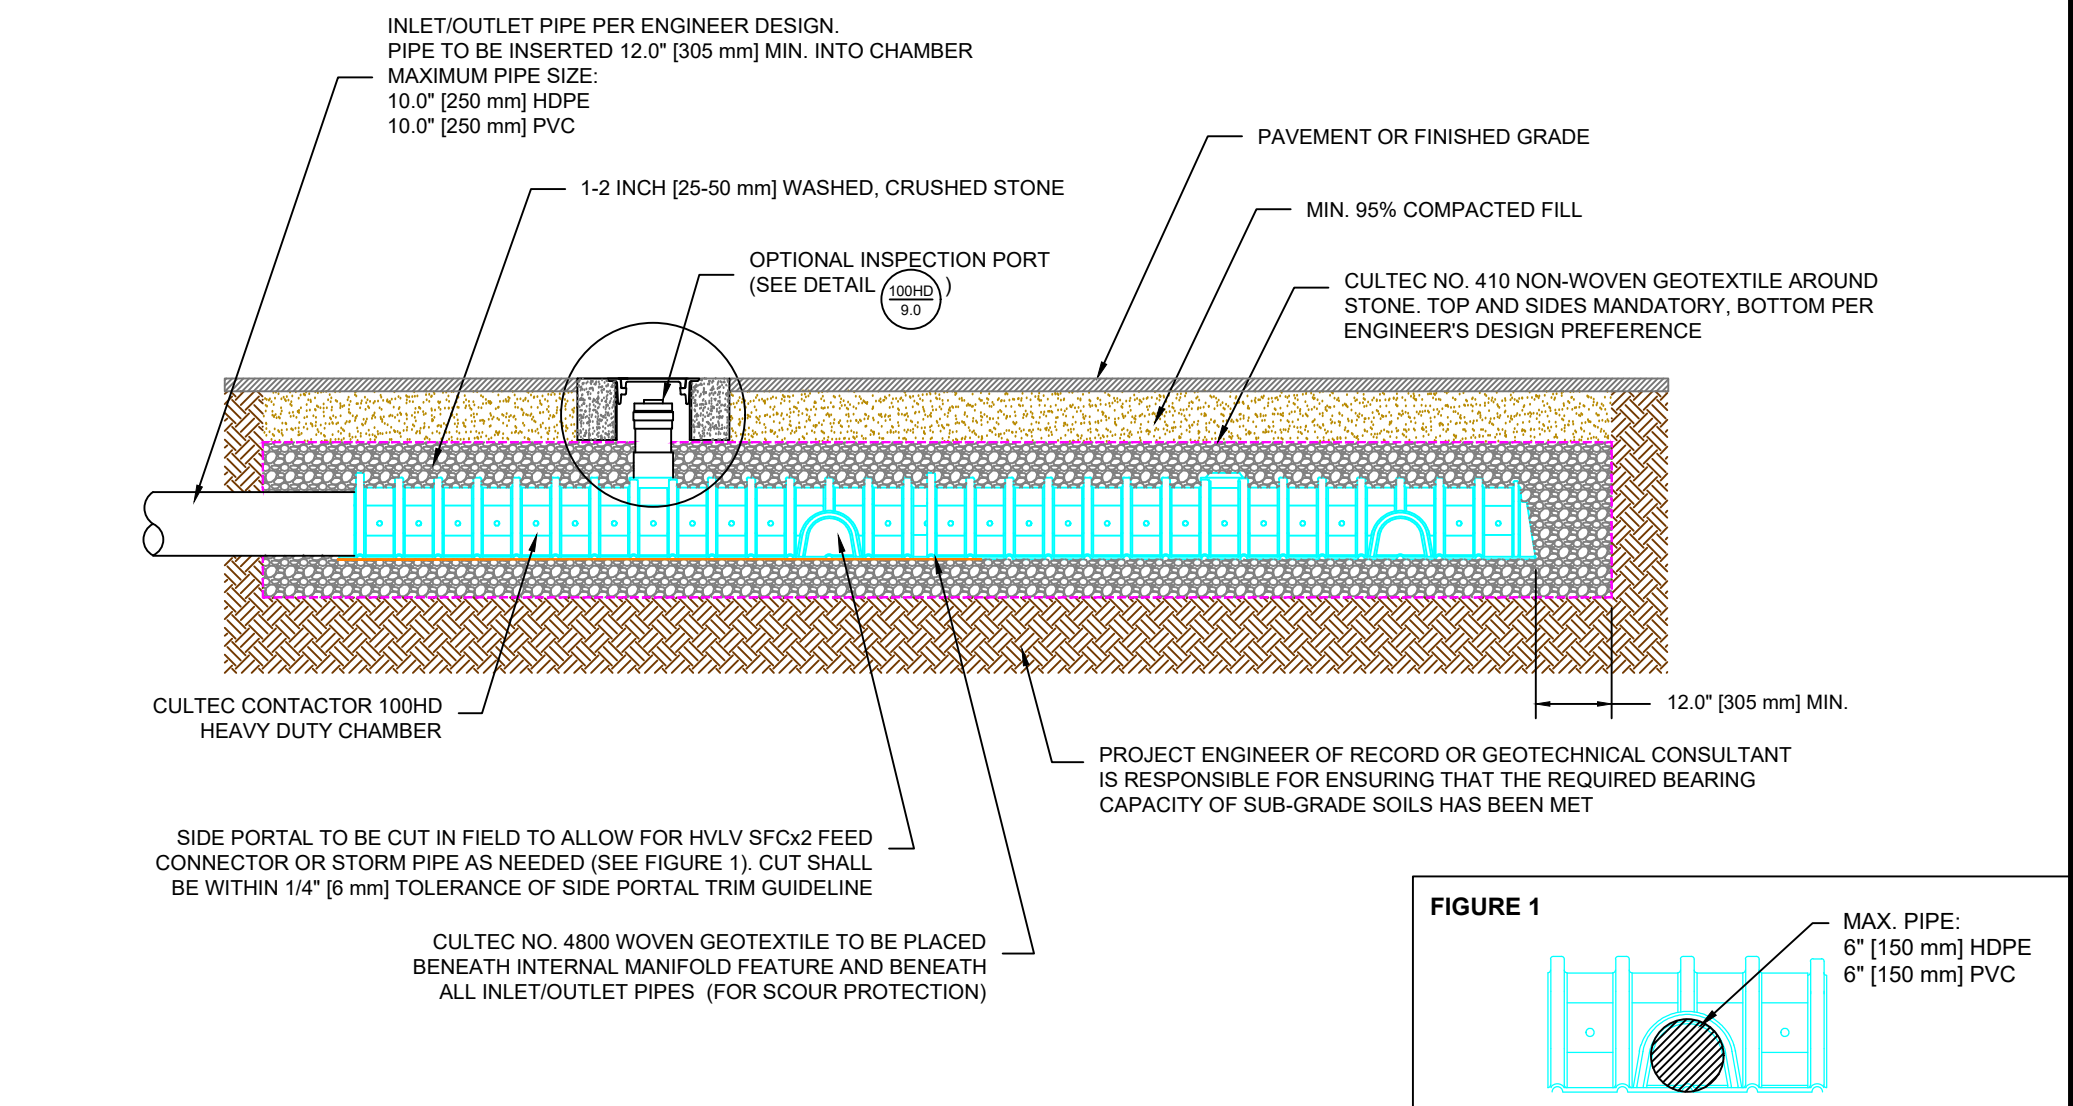 INLET/OUTLET PIPE PER ENGINEER DESIGN.
PIPE TO BE INSERTED 12.0" [305 mm] MIN. INTO CHAMBER
MAXIMUM PIPE SIZE:
10.0" [250 mm] HDPE
10.0" [250 mm] PVC
PAVEMENT OR FINISHED GRADE
1-2 INCH [25-50 mm] WASHED, CRUSHED STONE
MIN. 95% COMPACTED FILL
OPTIONAL INSPECTION PORT
(SEE DETAIL 100HD )
9.0
CULTEC NO. 410 NON-WOVEN GEOTEXTILE AROUND
STONE. TOP AND SIDES MANDATORY, BOTTOM PER
ENGINEER'S DESIGN PREFERENCE
CULTEC CONTACTOR 100HD
HEAVY DUTY CHAMBER
12.0" [305 mm] MIN.
PROJECT ENGINEER OF RECORD OR GEOTECHNICAL CONSULTANT
IS RESPONSIBLE FOR ENSURING THAT THE REQUIRED BEARING
CAPACITY OF SUB-GRADE SOILS HAS BEEN MET
SIDE PORTAL TO BE CUT IN FIELD TO ALLOW FOR HVLV SFCx2 FEED
CONNECTOR OR STORM PIPE AS NEEDED (SEE FIGURE 1). CUT SHALL
BE WITHIN 1/4" [6 mm] TOLERANCE OF SIDE PORTAL TRIM GUIDELINE
CULTEC NO. 4800 WOVEN GEOTEXTILE TO BE PLACED
BENEATH INTERNAL MANIFOLD FEATURE AND BENEATH
ALL INLET/OUTLET PIPES (FOR SCOUR PROTECTION)
FIGURE 1
MAX. PIPE:
6" [150 mm] HDPE
6" [150 mm] PVC